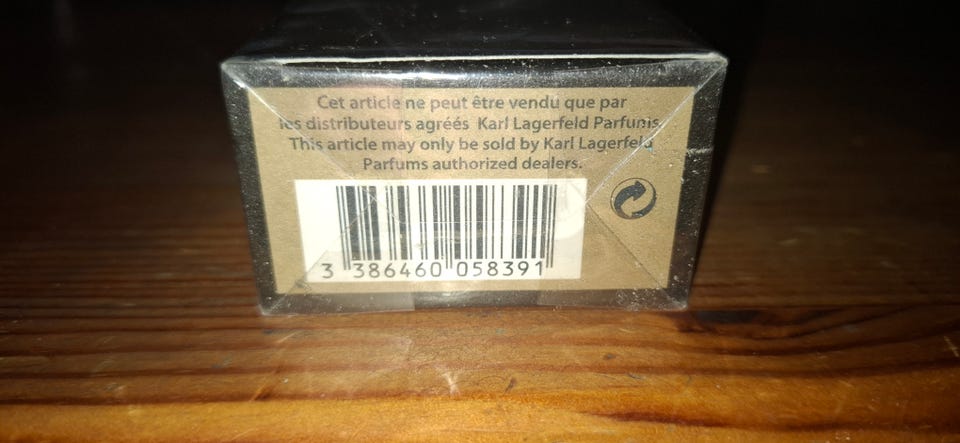 Cet article ne peut être vendu que par
les distributeurs agréés Karl Lagerfeld Parfums.
This article may only be sold by Karl Lagerfeld
Parfums authorized dealers.
3 386460 058391